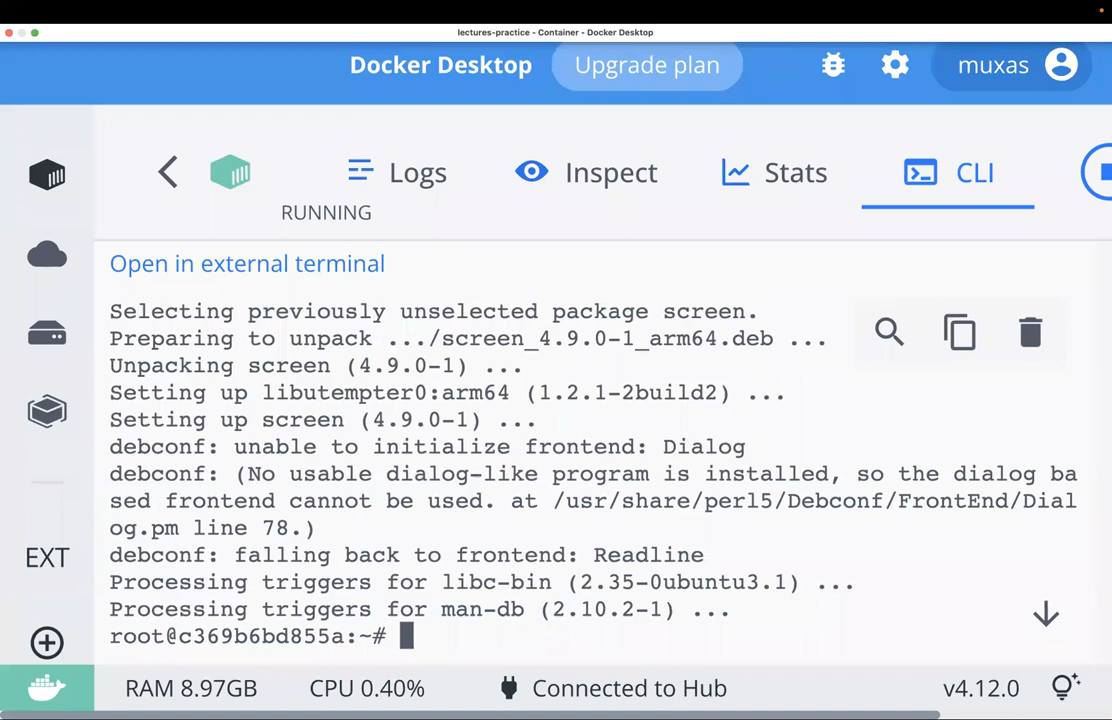 lectures-practice - Container - Docker Desktop
Docker Desktop
Upgrade plan
muxas
Logs
Inspect
Stats
CLI
RUNNING
Open in external terminal
Selecting previously unselected package screen.
Preparing to unpack .../screen_4.9.0-1_arm64.deb ...
Unpacking screen (4.9.0-1) ...
Setting up libutempter0:arm64 (1.2.1-2build2) ...
Setting up screen (4.9.0-1) ...
debconf: unable to initialize frontend: Dialog
debconf: (No usable dialog-like program is installed, so the dialog ba
sed frontend cannot be used. at /usr/share/perl5/Debconf/FrontEnd/Dial
og.pm line 78.)
debconf: falling back to frontend: Readline
Processing triggers for libc-bin (2.35-0ubuntu3.1) ...
Processing triggers for man-db (2.10.2-1) ...
root@c369b6bd855a:~#
EXT
RAM 8.97GB
CPU 0.40%
Connected to Hub
v4.12.0